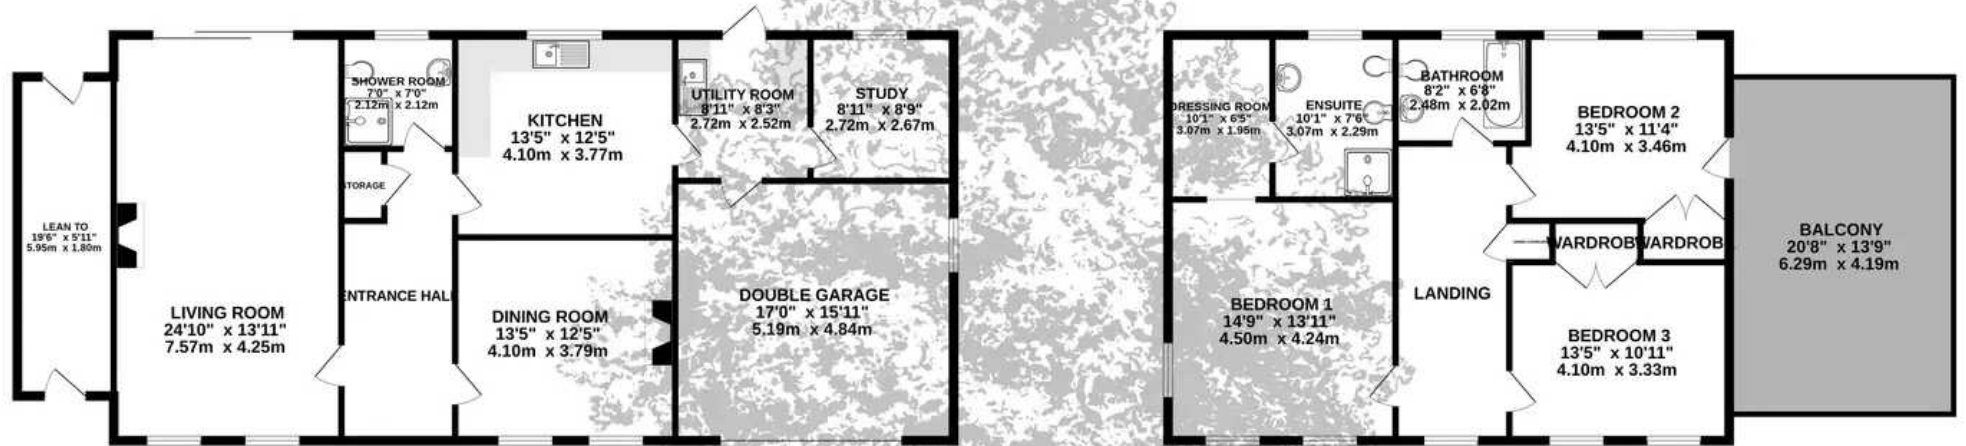 LEAN TO
19'6" x 5'11"
5.95m x 1.80m
LIVING ROOM
24'10" x 13'11"
7.57m x 4.25m
SHOWER ROOM
7'0" x 7'0"
2.12m x 2.12m
STORAGE
ENTRANCE HALL
KITCHEN
13'5" x 12'5"
4.10m x 3.77m
DINING ROOM
13'5" x 12'5"
4.10m x 3.79m
UTILITY ROOM
8'11" x 8'3"
2.72m x 2.52m
STUDY
8'11" x 8'9"
2.72m x 2.67m
DOUBLE GARAGE
17'0" x 15'11"
5.19m x 4.84m
DRESSING ROOM
10'1" x 6'5"
3.07m x 1.95m
ENSUITE
10'1" x 7'6"
3.07m x 2.29m
BATHROOM
8'2" x 6'8"
2.48m x 2.02m
BEDROOM 1
14'9" x 13'11"
4.50m x 4.24m
LANDING
BEDROOM 2
13'5" x 11'4"
4.10m x 3.46m
WARDROB
WARDROB
BEDROOM 3
13'5" x 10'11"
4.10m x 3.33m
BALCONY
20'8" x 13'9"
6.29m x 4.19m